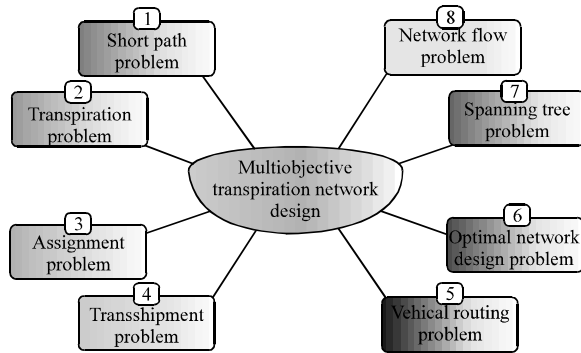 1
Short path
problem
2
Transpiration
problem
3
Assignment
problem
4
Transshipment
problem
Multiobjective
transpiration network
design
8
Network flow
problem
7
Spanning tree
problem
6
Optimal network
design problem
5
Vehical routing
problem